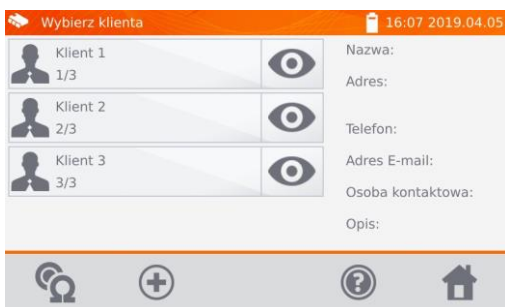 Wybierz klienta
16:07 2019.04.05
Klient 1
1/3
Klient 2
2/3
Klient 3
3/3
Nazwa:
Adres:
Telefon:
Adres E-mail:
Osoba kontaktowa:
Opis: